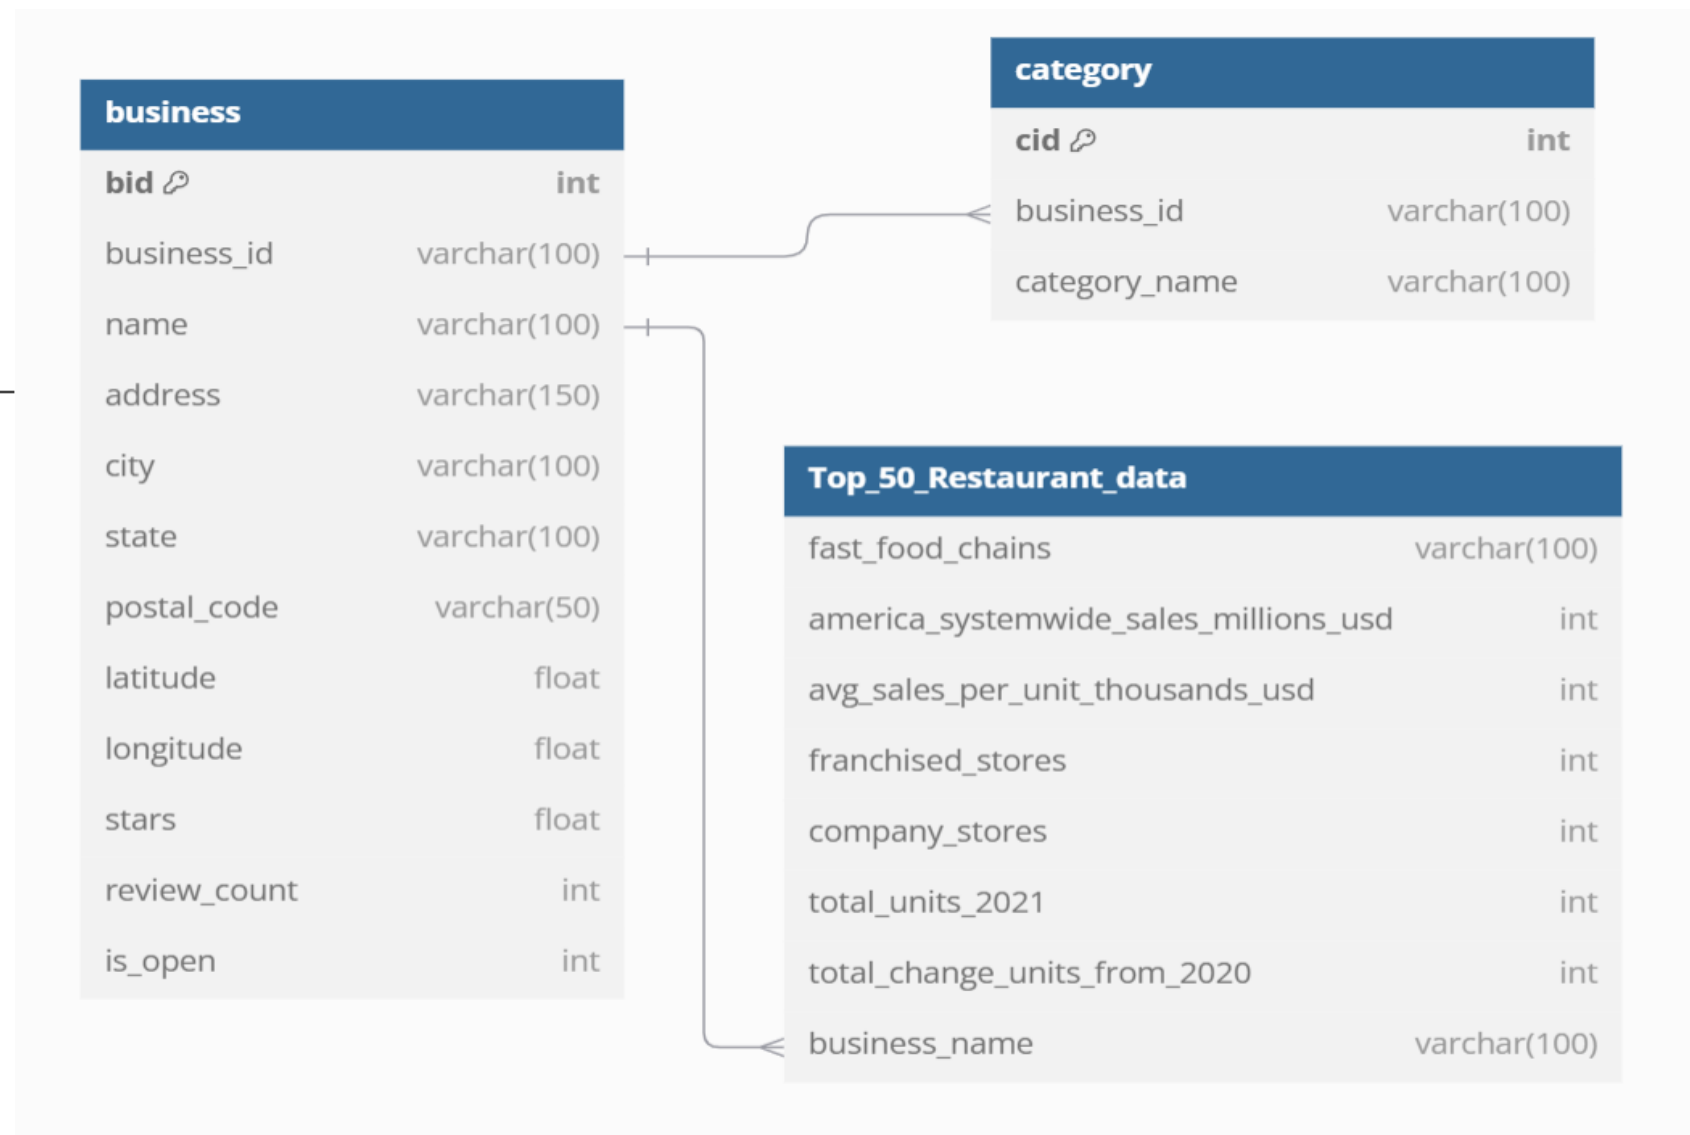 business
bid int
business_id varchar(100)
name varchar(100)
address varchar(150)
city varchar(100)
state varchar(100)
postal_code varchar(50)
latitude float
longitude float
stars float
review_count int
is_open int
category
cid int
business_id varchar(100)
category_name varchar(100)
Top_50_Restaurant_data
fast_food_chains varchar(100)
america_systemwide_sales_millions_usd int
avg_sales_per_unit_thousands_usd int
franchised_stores int
company_stores int
total_units_2021 int
total_change_units_from_2020 int
business_name varchar(100)